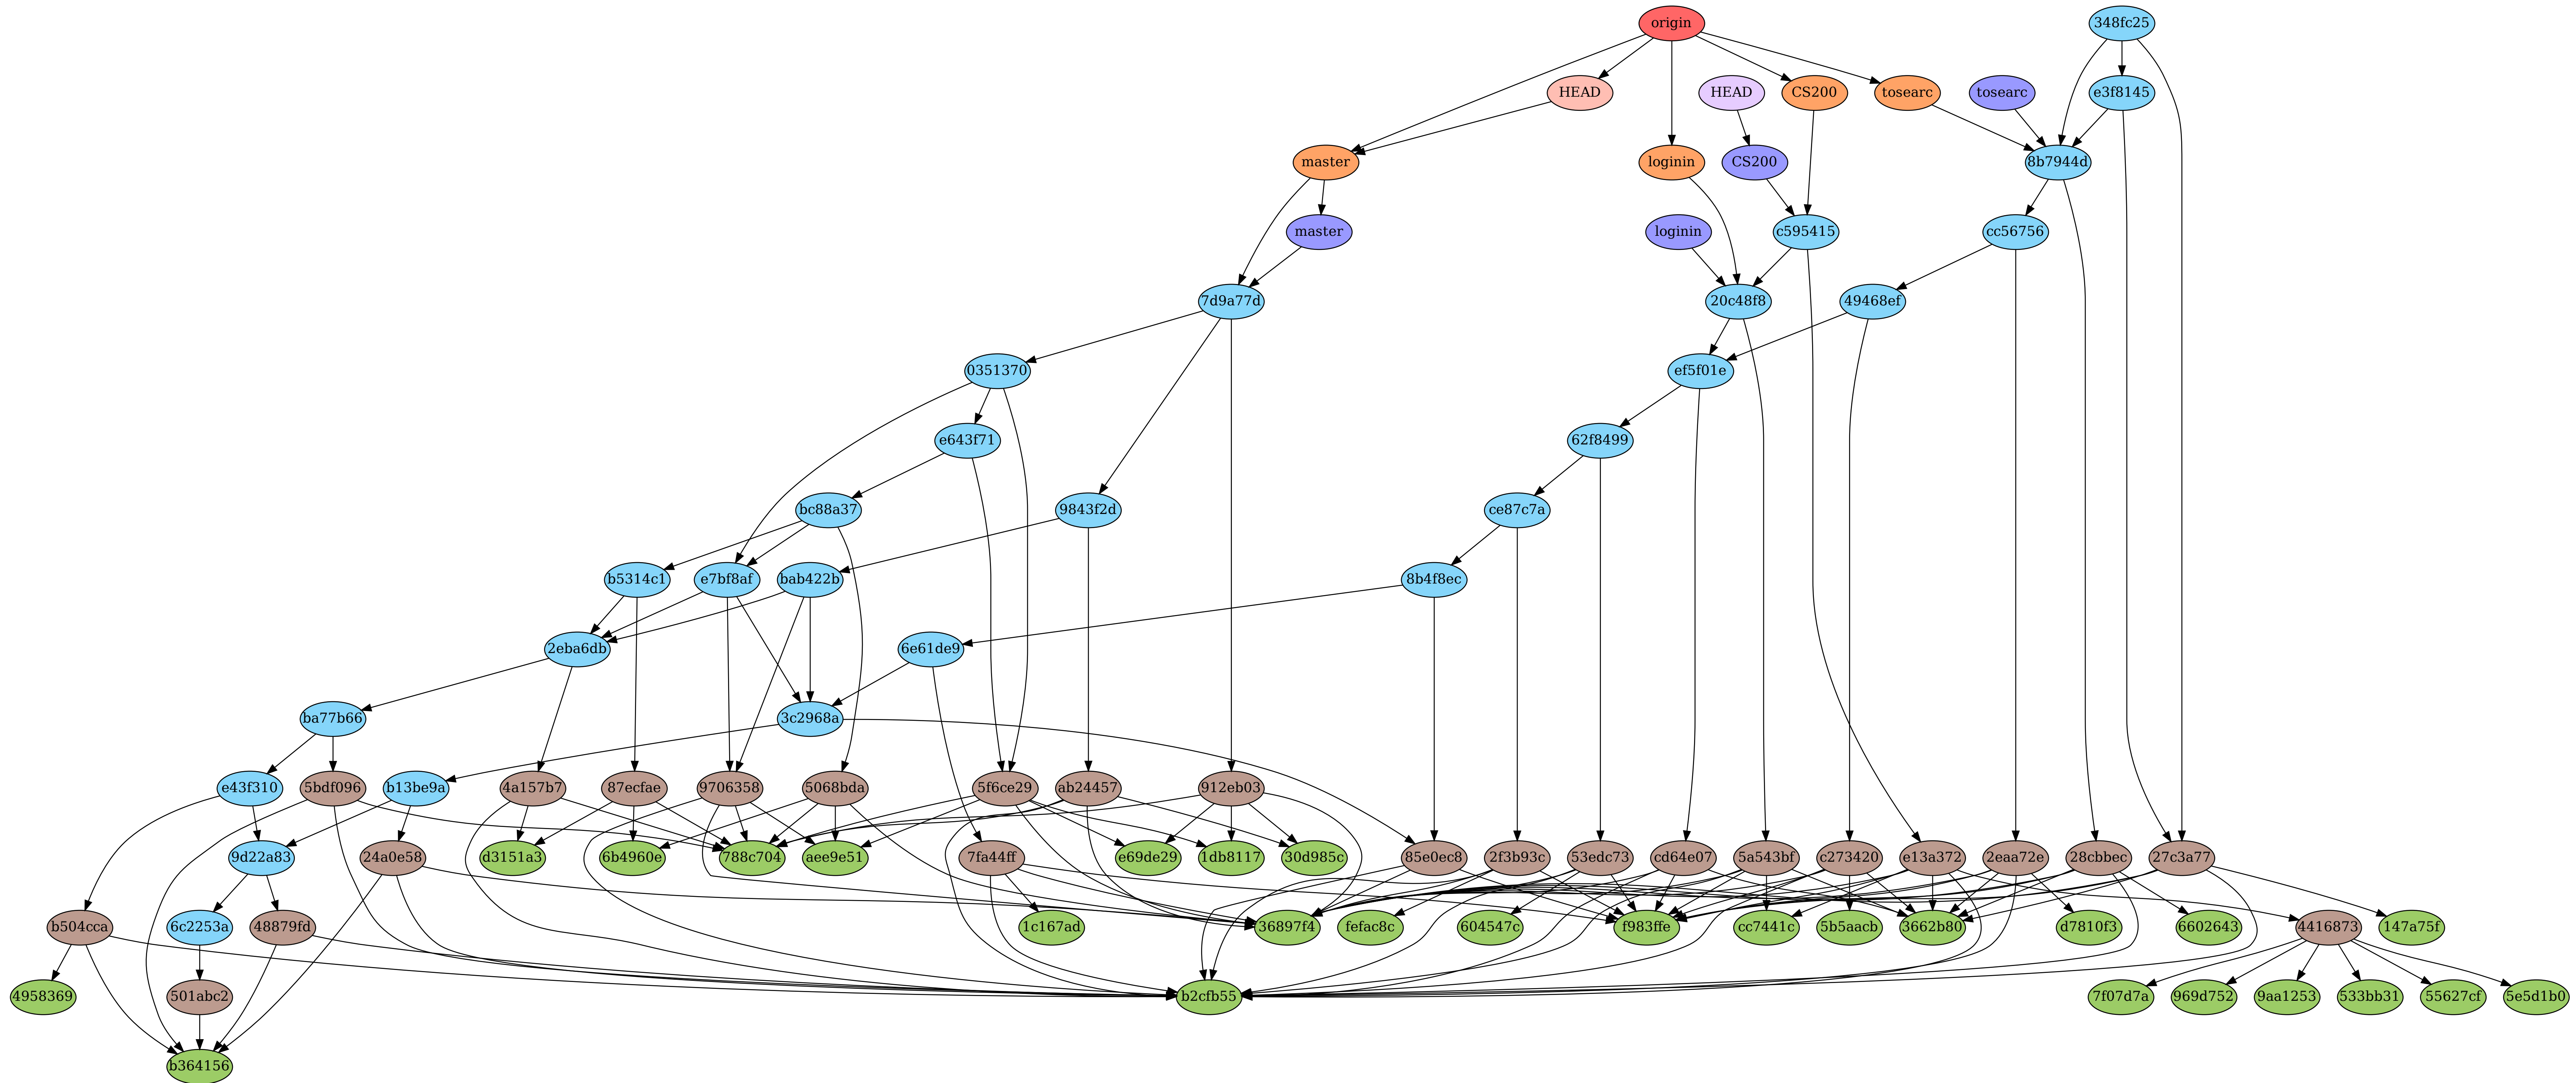 origin
348fc25
HEAD
HEAD
CS200
tosearc
tosearc
e3f8145
master
loginin
CS200
8b7944d
master
loginin
c595415
cc56756
7d9a77d
20c48f8
49468ef
0351370
ef5f01e
e643f71
62f8499
bc88a37
9843f2d
ce87c7a
b5314c1
e7bf8af
bab422b
8b4f8ec
2eba6db
6e61de9
ba77b66
3c2968a
e43f310
5bdf096
b13be9a
4a157b7
87ecfae
9706358
5068bda
5f6ce29
ab24457
912eb03
9d22a83
24a0e58
d3151a3
6b4960e
788c704
aee9e51
7fa44ff
e69de29
1db8117
30d985c
85e0ec8
2f3b93c
53edc73
cd64e07
5a543bf
c273420
e13a372
2eaa72e
28cbbec
27c3a77
b504cca
6c2253a
48879fd
1c167ad
36897f4
fefac8c
604547c
f983ffe
cc7441c
5b5aacb
3662b80
d7810f3
6602643
4416873
147a75f
4958369
501abc2
b2cfb55
7f07d7a
969d752
9aa1253
533bb31
55627cf
5e5d1b0
b364156